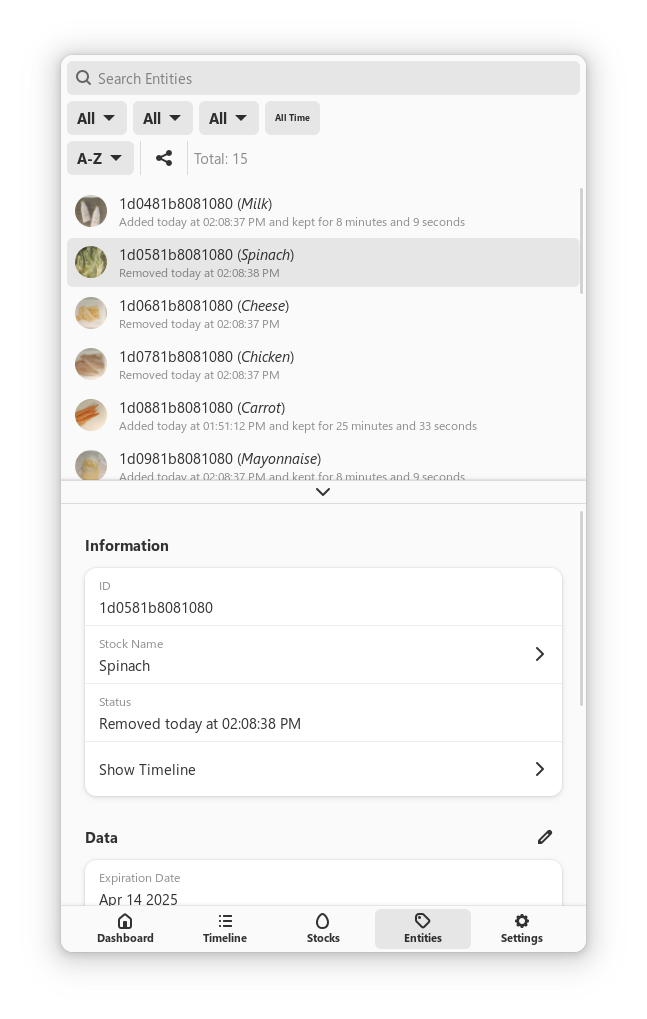 Search Entities
All All All All Time
A-Z Total: 15
1d0481b8081080 (Milk)
Added today at 02:08:37 PM and kept for 8 minutes and 9 seconds
1d0581b8081080 (Spinach)
Removed today at 02:08:38 PM
1d0681b8081080 (Cheese)
Removed today at 02:08:37 PM
1d0781b8081080 (Chicken)
Removed today at 02:08:37 PM
1d0881b8081080 (Carrot)
Added today at 01:51:12 PM and kept for 25 minutes and 33 seconds
1d0981b8081080 (Mayonnaise)
Added today at 02:08:37 PM and kept for 8 minutes and 9 seconds
Information
ID
1d0581b8081080
Stock Name
Spinach
Status
Removed today at 02:08:38 PM
Show Timeline
Data
Expiration Date
Apr 14 2025
Dashboard Timeline Stocks Entities Settings